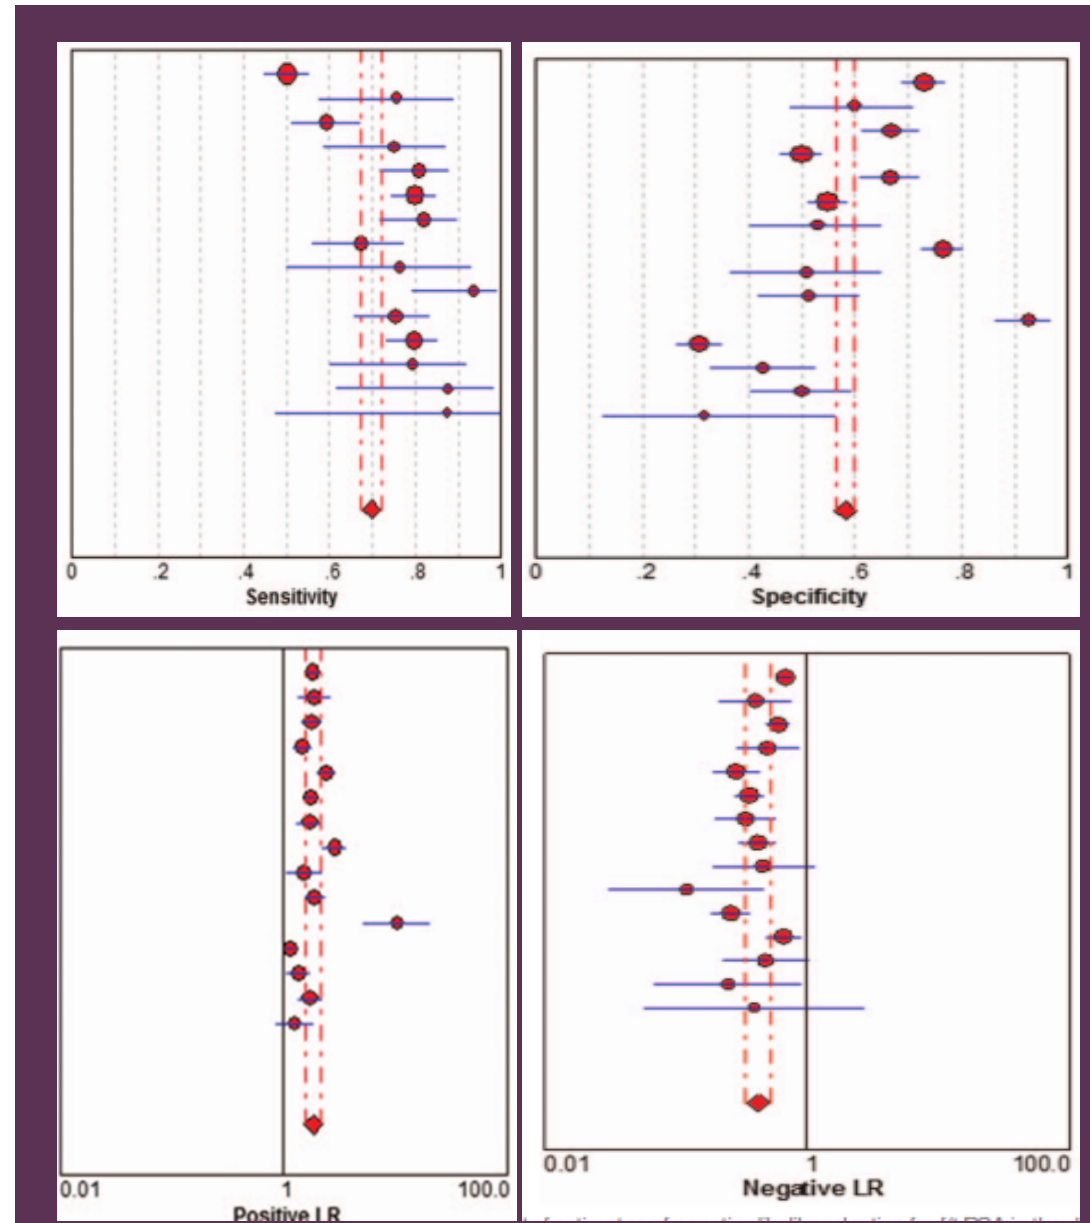 0 .2 .4 .6 .8 1
Sensitivity
0 .2 .4 .6 .8 1
Specificity
0.01 1 100.0
Positive LR
0.01 1 100.0
Negative LR